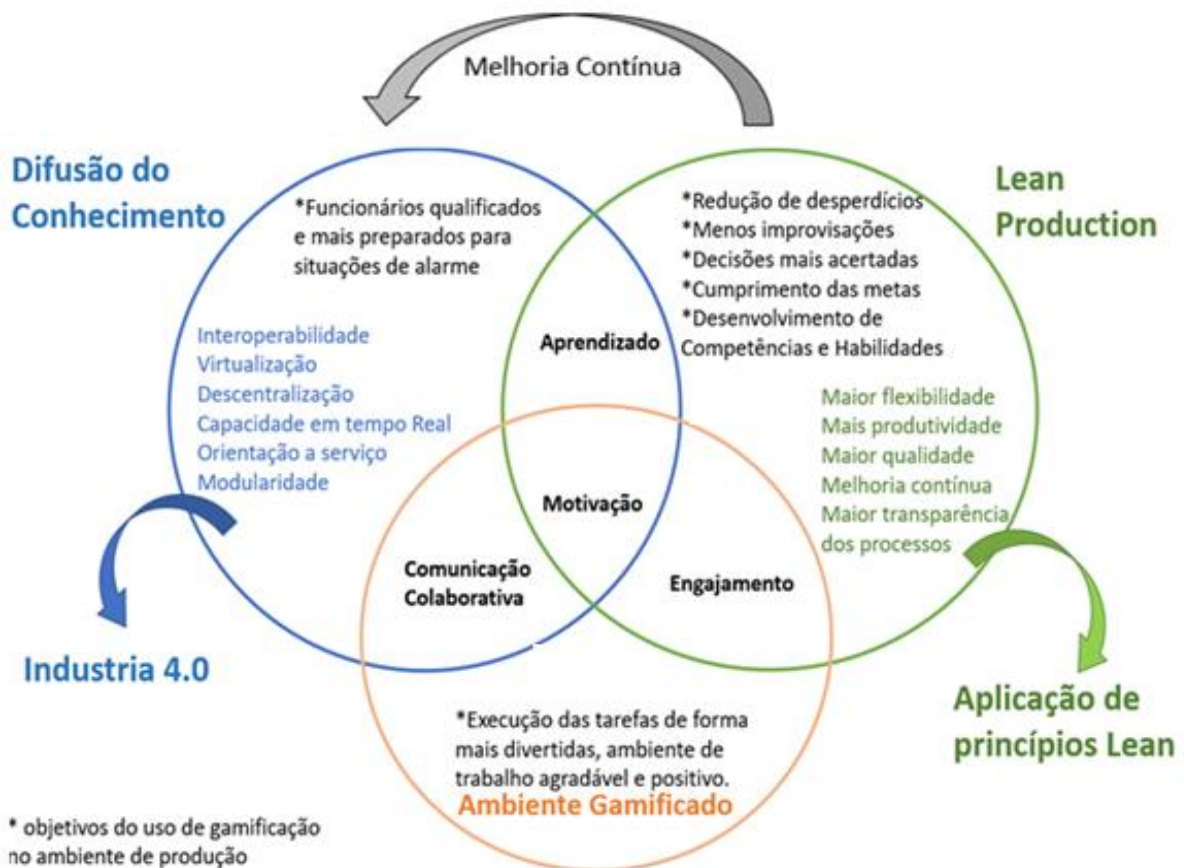 Melhoria Contínua
Difusão do
Conhecimento
*Funcionários qualificados
e mais preparados para
situações de alarme
Interoperabilidade
Virtualização
Descentralização
Capacidade em tempo Real
Orientação a serviço
Modularidade
Industria 4.0
Lean
Production
*Redução de desperdícios
*Menos improvisações
*Decisões mais acertadas
*Cumprimento das metas
*Desenvolvimento de
Competências e Habilidades
Maior flexibilidade
Mais produtividade
Maior qualidade
Melhoria contínua
Maior transparência
dos processos
Aplicação de
princípios Lean
Aprendizado
Motivação
Comunicação
Colaborativa
Engajamento
*Execução das tarefas de forma
mais divertidas, ambiente de
trabalho agradável e positivo.
Ambiente Gamificado
* objetivos do uso de gamificação
no ambiente de produção